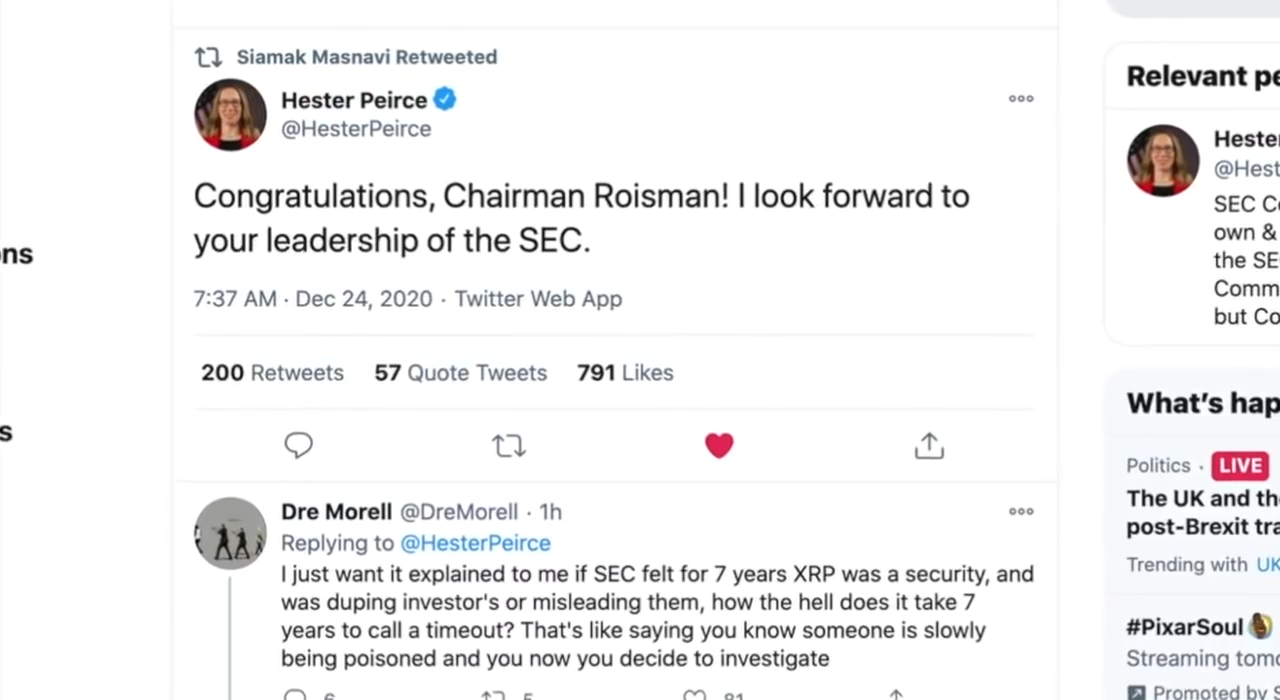 Siamak Masnavi Retweeted
Hester Peirce
@HesterPeirce
Congratulations, Chairman Roisman! I look forward to
your leadership of the SEC.
7:37 AM · Dec 24, 2020 · Twitter Web App
200 Retweets 57 Quote Tweets 791 Likes
Dre Morell @DreMorell · 1h
Replying to @HesterPeirce
I just want it explained to me if SEC felt for 7 years XRP was a security, and
was duping investor's or misleading them, how the hell does it take 7
years to call a timeout? That's like saying you know someone is slowly
being poisoned and you now you decide to investigate
ns
s
Relevant pe
Hester
@Hest
SEC Co
own &
the SE
Comm
but Co
What's hap
Politics · LIVE
The UK and th
post-Brexit tra
Trending with UK
#PixarSoul
Streaming tomo
Promoted by S